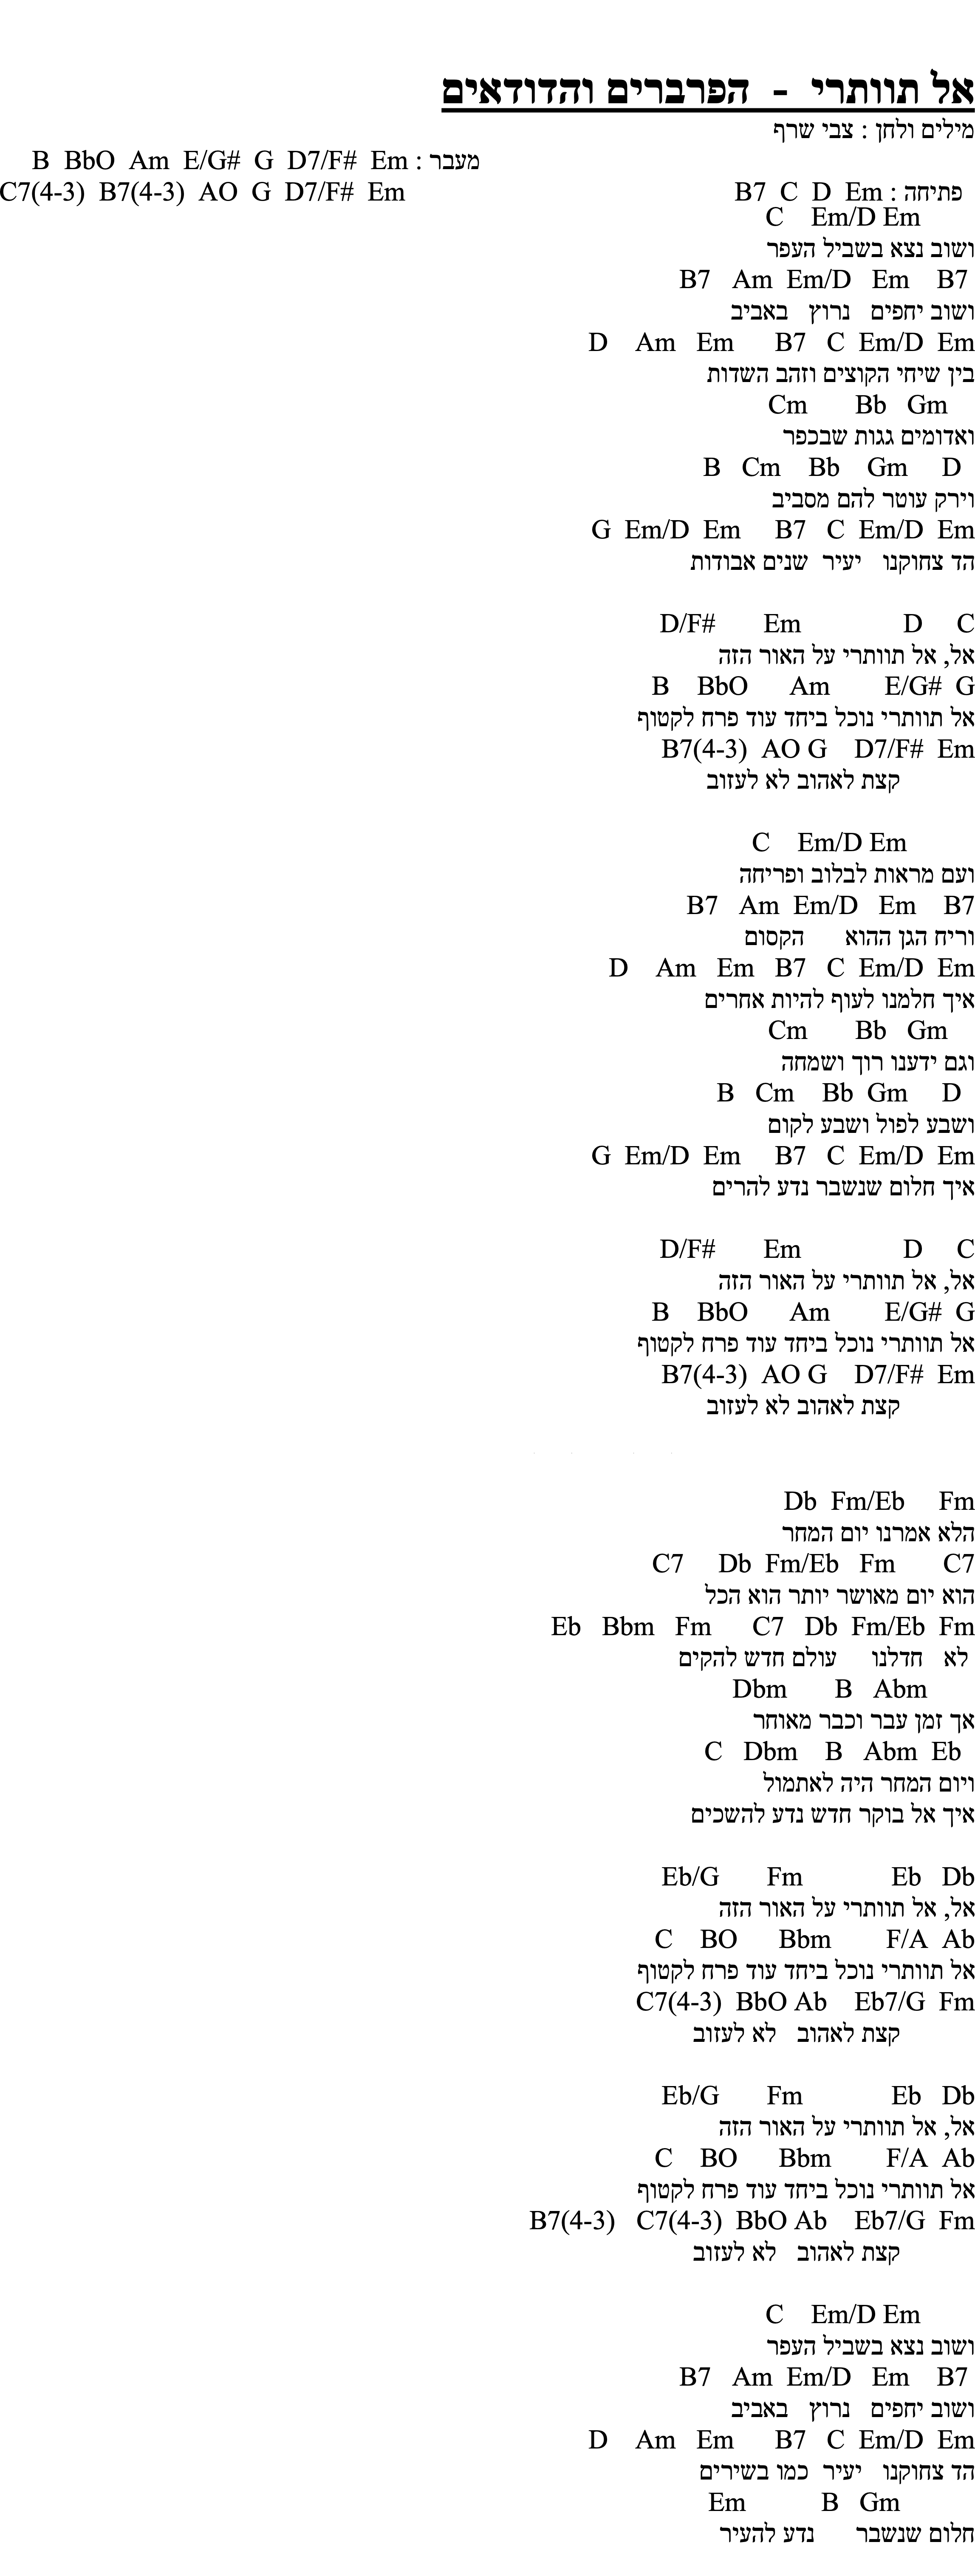 אל תוותרי - הפרברים והדודאים
מילים ולחן : צבי שרף
מעבר : B BbO Am E/G# G D7/F# Em
C7(4-3) B7(4-3) AO G D7/F# Em
פתיחה : B7 C D Em
C Em/D Em
ושוב נצא בשביל העפר
B7 Am Em/D Em B7
ושוב יחפים נרוץ באביב
D Am Em B7 C Em/D Em
בין שיחי הקוצים וזהב השדות
Cm Bb Gm
ואדומים גגות שבכפר
B Cm Bb Gm D
וירק עוטר להם מסביב
G Em/D Em B7 C Em/D Em
הד צחוקנו יעיר שנים אבודות
D/F# Em D C
אל, אל תוותרי על האור הזה
B BbO Am E/G# G
אל תוותרי נוכל ביחד עוד פרח לקטוף
B7(4-3) AO G D7/F# Em
קצת לאהוב לא לעזוב
C Em/D Em
ועם מראות לבלוב ופריחה
B7 Am Em/D Em B7
וריח הגן ההוא הקסום
D Am Em B7 C Em/D Em
איך חלמנו לעוף להיות אחרים
Cm Bb Gm
וגם ידענו רוך ושמחה
B Cm Bb Gm D
ושבע לפול ושבע לקום
G Em/D Em B7 C Em/D Em
איך חלום שנשבר נדע להרים
D/F# Em D C
אל, אל תוותרי על האור הזה
B BbO Am E/G# G
אל תוותרי נוכל ביחד עוד פרח לקטוף
B7(4-3) AO G D7/F# Em
קצת לאהוב לא לעזוב
Db Fm/Eb Fm
הלא אמרנו יום המחר
C7 Db Fm/Eb Fm C7
הוא יום מאושר יותר הוא הכל
Eb Bbm Fm C7 Db Fm/Eb Fm
לא חדלנו עולם חדש להקים
Dbm B Abm
אך זמן עבר וכבר מאוחר
C Dbm B Abm Eb
ויום המחר היה לאתמול
איך אל בוקר חדש נדע להשכים
Eb/G Fm Eb Db
אל, אל תוותרי על האור הזה
C BO Bbm F/A Ab
אל תוותרי נוכל ביחד עוד פרח לקטוף
C7(4-3) BbO Ab Eb7/G Fm
קצת לאהוב לא לעזוב
Eb/G Fm Eb Db
אל, אל תוותרי על האור הזה
C BO Bbm F/A Ab
אל תוותרי נוכל ביחד עוד פרח לקטוף
B7(4-3) C7(4-3) BbO Ab Eb7/G Fm
קצת לאהוב לא לעזוב
C Em/D Em
ושוב נצא בשביל העפר
B7 Am Em/D Em B7
ושוב יחפים נרוץ באביב
D Am Em B7 C Em/D Em
הד צחוקנו יעיר כמו בשירים
Em B Gm
חלום שנשבר נדע להעיר